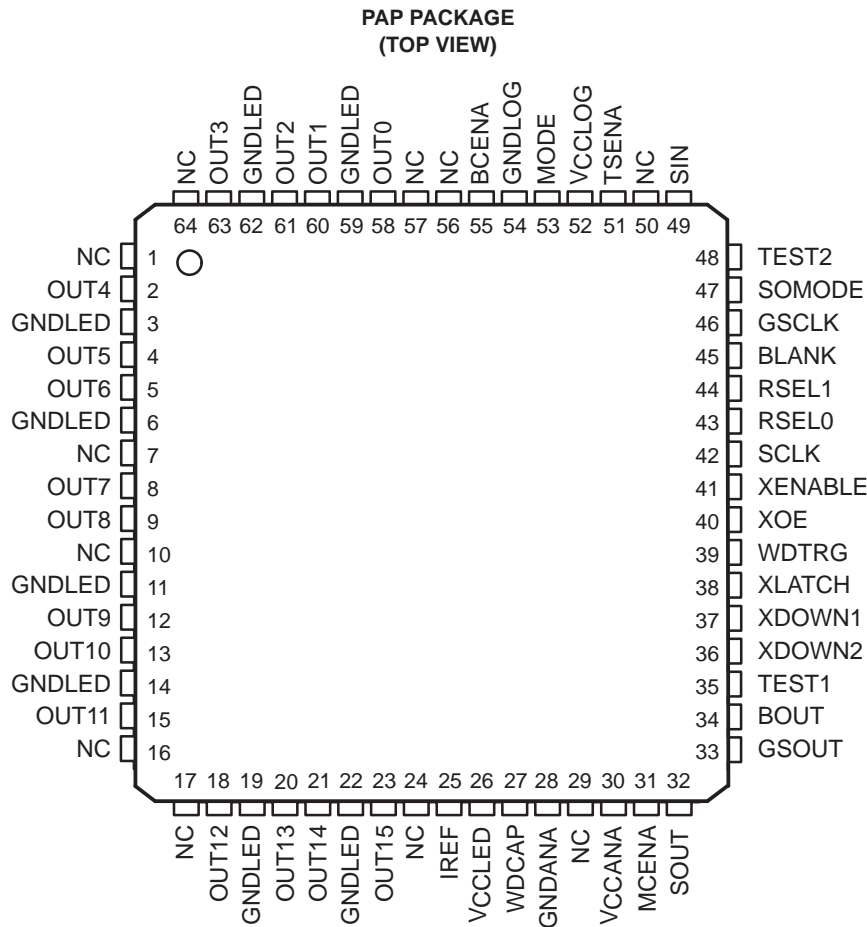 PAP PACKAGE
(TOP VIEW)
NC
OUT3
GNDLED
OUT2
OUT1
GNDLED
OUT0
NC
NC
BCENA
GNDLOG
MODE
VCCLOG
TSENA
NC
SIN
64 63 62 61 60 59 58 57 56 55 54 53 52 51 50 49
NC 1
OUT4 2
GNDLED 3
OUT5 4
OUT6 5
GNDLED 6
NC 7
OUT7 8
OUT8 9
NC 10
GNDLED 11
OUT9 12
OUT10 13
GNDLED 14
OUT11 15
NC 16
48 TEST2
47 SOMODE
46 GSCLK
45 BLANK
44 RSEL1
43 RSEL0
42 SCLK
41 XENABLE
40 XOE
39 WDTRG
38 XLATCH
37 XDOWN1
36 XDOWN2
35 TEST1
34 BOUT
33 GSOUT
17 18 19 20 21 22 23 24 25 26 27 28 29 30 31 32
NC
OUT12
GNDLED
OUT13
OUT14
GNDLED
OUT15
NC
IREF
VCCLED
WDCAP
GNDANA
NC
VCCANA
MCENA
SOUT